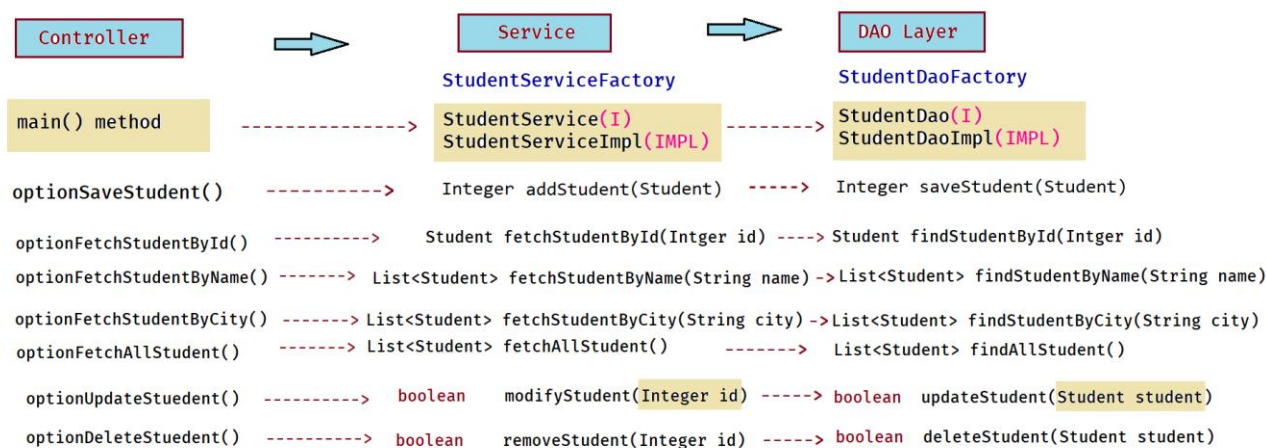 Controller Service DAO Layer
StudentServiceFactory StudentDaoFactory
main() method StudentService(I) StudentDao(I)
StudentServiceImpl(IMPL) StudentDaoImpl(IMPL)
optionSaveStudent() Integer addStudent(Student) Integer saveStudent(Student)
optionFetchStudentById() Student fetchStudentById(Intger id) Student findStudentById(Intger id)
optionFetchStudentByName() List<Student> fetchStudentByName(String name) List<Student> findStudentByName(String name)
optionFetchStudentByCity() List<Student> fetchStudentByCity(String city) List<Student> findStudentByCity(String city)
optionFetchAllStudent() List<Student> fetchAllStudent() List<Student> findAllStudent()
optionUpdateStuedent() boolean modifyStudent(Integer id) boolean updateStudent(Student student)
optionDeleteStuedent() boolean removeStudent(Integer id) boolean deleteStudent(Student student)